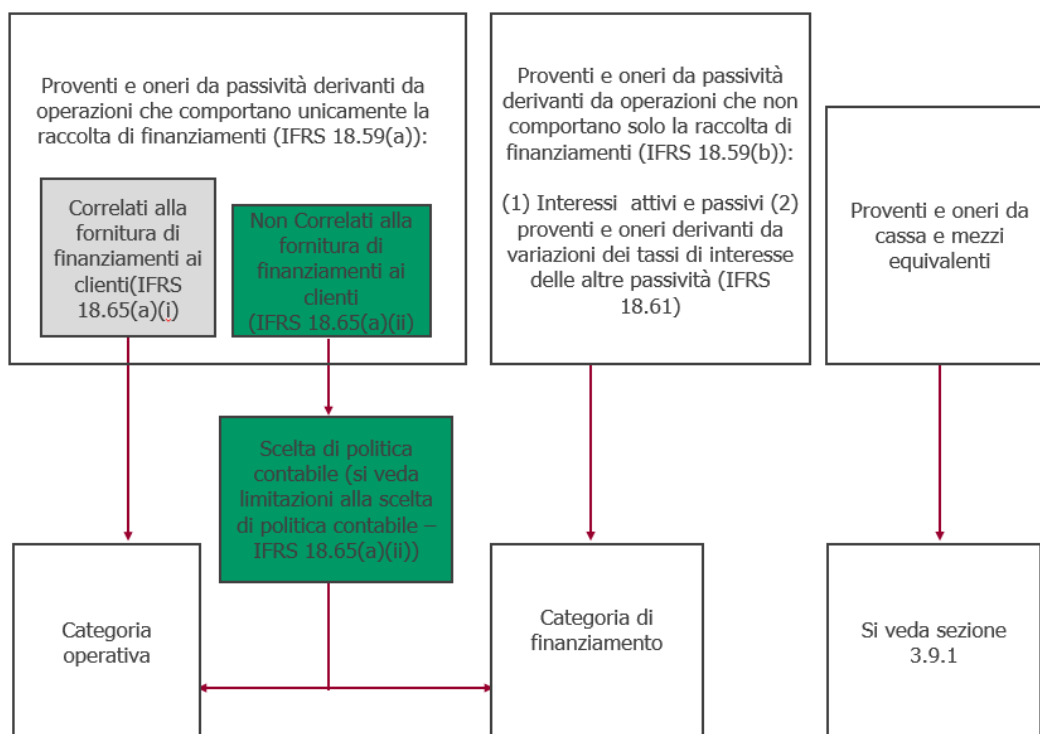 Proventi e oneri da passività derivanti da
operazioni che comportano unicamente la
raccolta di finanziamenti (IFRS 18.59(a)):
Correlati alla
fornitura di
finanziamenti ai
clienti(IFRS
18.65(a)(i)
Non Correlati alla
fornitura di
finanziamenti ai
clienti
(IFRS 18.65(a)(ii)
Proventi e oneri da passività
derivanti da operazioni che non
comportano solo la raccolta di
finanziamenti (IFRS 18.59(b)):
(1) Interessi  attivi e passivi (2)
proventi e oneri derivanti da
variazioni dei tassi di interesse
delle altre passività (IFRS
18.61)
Proventi e oneri da
cassa e mezzi
equivalenti
Scelta di politica
contabile (si veda
limitazioni alla scelta
di politica contabile –
IFRS 18.65(a)(ii))
Categoria
operativa
Categoria di
finanziamento
Si veda sezione
3.9.1